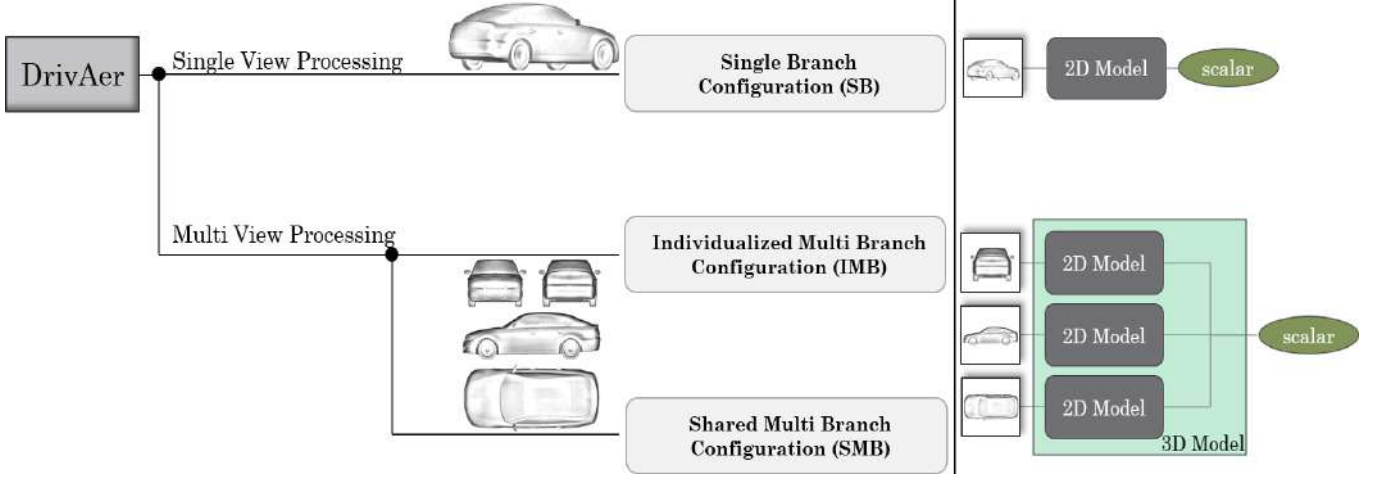 DrivAer
Single View Processing
Single Branch
Configuration (SB)
2D Model
scalar
Multi View Processing
Individualized Multi Branch
Configuration (IMB)
Shared Multi Branch
Configuration (SMB)
2D Model
2D Model
2D Model
3D Model
scalar